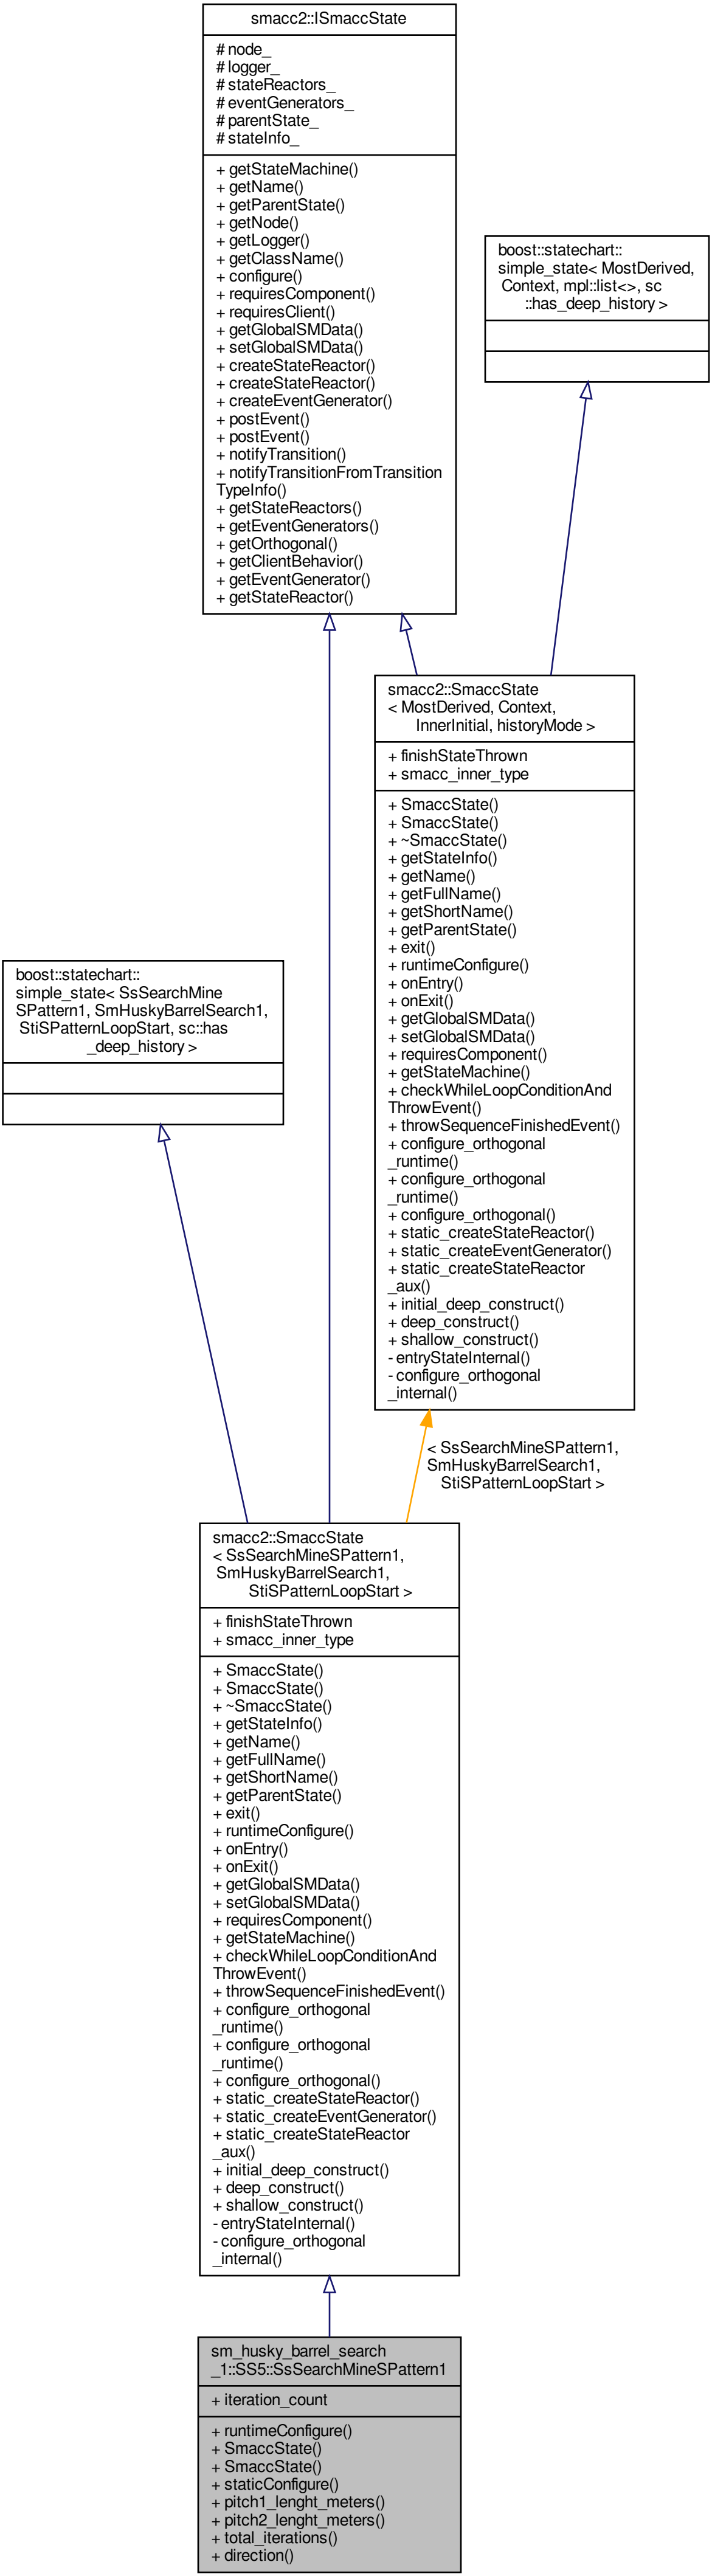 smacc2::ISmaccState
# node_
# logger_
# stateReactors_
# eventGenerators_
# parentState_
# stateInfo_
+ getStateMachine()
+ getName()
+ getParentState()
+ getNode()
+ getLogger()
+ getClassName()
+ configure()
+ requiresComponent()
+ requiresClient()
+ getGlobalSMData()
+ setGlobalSMData()
+ createStateReactor()
+ createStateReactor()
+ createEventGenerator()
+ postEvent()
+ postEvent()
+ notifyTransition()
+ notifyTransitionFromTransition
TypeInfo()
+ getStateReactors()
+ getEventGenerators()
+ getOrthogonal()
+ getClientBehavior()
+ getEventGenerator()
+ getStateReactor()
boost::statechart::
simple_state< MostDerived,
Context, mpl::list<>, sc
::has_deep_history >
smacc2::SmaccState
< MostDerived, Context,
InnerInitial, historyMode >
+ finishStateThrown
+ smacc_inner_type
+ SmaccState()
+ SmaccState()
+ ~SmaccState()
+ getStateInfo()
+ getName()
+ getFullName()
+ getShortName()
+ getParentState()
+ exit()
+ runtimeConfigure()
+ onEntry()
+ onExit()
+ getGlobalSMData()
+ setGlobalSMData()
+ requiresComponent()
+ getStateMachine()
+ checkWhileLoopConditionAnd
ThrowEvent()
+ throwSequenceFinishedEvent()
+ configure_orthogonal
_runtime()
+ configure_orthogonal
_runtime()
+ configure_orthogonal()
+ static_createStateReactor()
+ static_createEventGenerator()
+ static_createStateReactor
_aux()
+ initial_deep_construct()
+ deep_construct()
+ shallow_construct()
- entryStateInternal()
- configure_orthogonal
_internal()
boost::statechart::
simple_state< SsSearchMine
SPattern1, SmHuskyBarrelSearch1,
StiSPatternLoopStart, sc::has
_deep_history >
< SsSearchMineSPattern1,
SmHuskyBarrelSearch1,
StiSPatternLoopStart >
smacc2::SmaccState
< SsSearchMineSPattern1,
SmHuskyBarrelSearch1,
StiSPatternLoopStart >
+ finishStateThrown
+ smacc_inner_type
+ SmaccState()
+ SmaccState()
+ ~SmaccState()
+ getStateInfo()
+ getName()
+ getFullName()
+ getShortName()
+ getParentState()
+ exit()
+ runtimeConfigure()
+ onEntry()
+ onExit()
+ getGlobalSMData()
+ setGlobalSMData()
+ requiresComponent()
+ getStateMachine()
+ checkWhileLoopConditionAnd
ThrowEvent()
+ throwSequenceFinishedEvent()
+ configure_orthogonal
_runtime()
+ configure_orthogonal
_runtime()
+ configure_orthogonal()
+ static_createStateReactor()
+ static_createEventGenerator()
+ static_createStateReactor
_aux()
+ initial_deep_construct()
+ deep_construct()
+ shallow_construct()
- entryStateInternal()
- configure_orthogonal
_internal()
sm_husky_barrel_search
_1::SS5::SsSearchMineSPattern1
+ iteration_count
+ runtimeConfigure()
+ SmaccState()
+ SmaccState()
+ staticConfigure()
+ pitch1_lenght_meters()
+ pitch2_lenght_meters()
+ total_iterations()
+ direction()